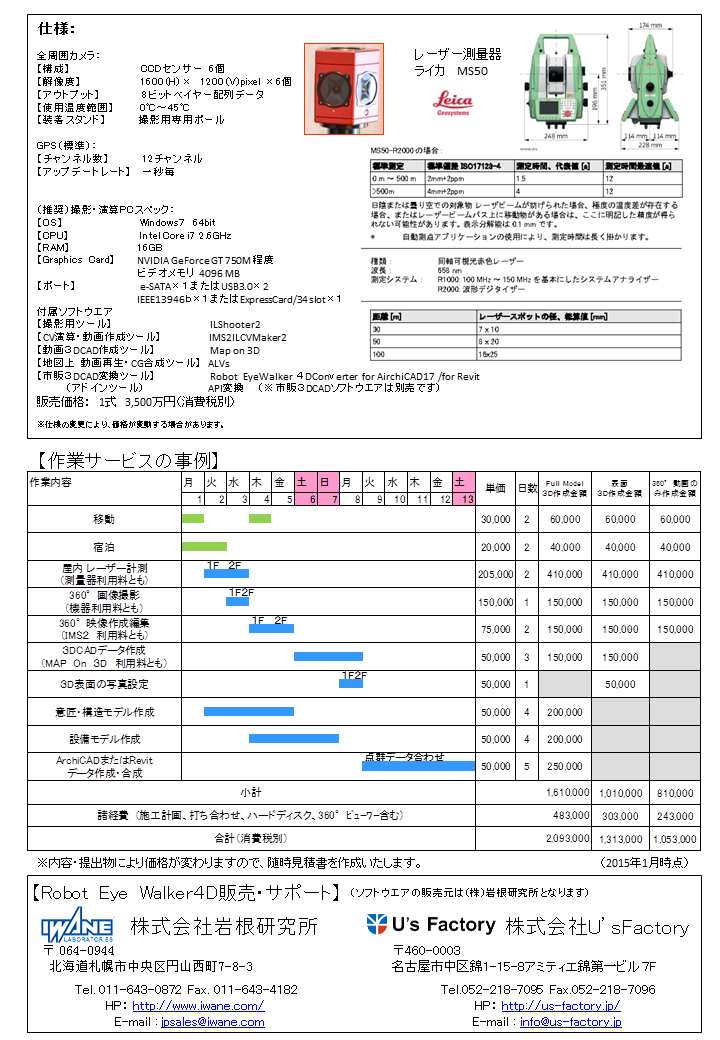 仕様:
全周囲カメラ:
【構成】 CCDセンサー 6個
【解像度】 1600(H)× 1200(V)pixel ×6個
【アウトプット】 8ビットベイヤー配列データ
【使用温度範囲】 0℃～45℃
【装着スタンド】 撮影用専用ポール
GPS(標準):
【チャンネル数】 12チャンネル
【アップデートレート】 一秒毎
(推奨)撮影・演算PCスペック:
【OS】 Windows7 64bit
【CPU】 Intel Core i7 2.6GHz
【RAM】 16GB
【Graphics Card】 NVIDIA GeForce GT 750M 程度
ビデオメモリ 4096 MB
【ポート】 e-SATA×1またはUSB3.0×2
IEEE13946b×1またはExpressCard/34 slot×1
付属ソフトウエア
【撮影用ツール】 ILShooter2
【CV演算・動画作成ツール】 IMS2ILCVMaker2
【動画3DCAD作成ツール】 Map on 3D
【地図上 動画再生・CG合成ツール】 ALVs
【市販3DCAD変換ツール】 Robot EyeWalker 4DConverter for AirchiCAD17 /for Revit
(アドインツール) API変換 (※市販3DCADソフトウエアは別売です)
販売価格: 1式 3,500万円(消費税別)
※仕様の変更により、価格が変動する場合があります。
レーザー測量器
ライカ MS50
Leica
Geosystems
174 mm
351 mm
196 mm
248 mm
114 mm 114 mm
228 mm
MS50-R2000の場合:
標準測定 標準偏差 ISO17123-4 測定時間、代表値 [s] 測定時間最速値 [s]
0 m ～ 500 m 2mm+2ppm 1.5 12
>500m 4mm+2ppm 4 12
日陰または曇り空での対象物 レーザビームが妨げられた場合、極度の温度差が存在する
場合、またはレーザービームパス上に移動物がある場合は、ここに明記した精度が得ら
れない可能性があります。表示分解能は 0.1 mm です。
* 自動測点アプリケーションの使用により、測定時間は長く掛かります。
種類: 同軸可視光赤色レーザー
波長: 658 nm
測定システム: R1000: 100 MHz ～ 150 MHz を基本にしたシステムアナライザー
R2000: 波形デジタイザー
距離 [m] レーザースポットの径、概算値 [mm]
30 7 x 10
50 8 x 20
100 16x25
【作業サービスの事例】
作業内容 月 火 水 木 金 土 日 月 火 水 木 金 土 単価 日数 Full Model 3D作成金額 表面 3D作成金額 360°動画のみ作成金額
1 2 3 4 5 6 7 8 9 10 11 12 13
移動 30,000 2 60,000 60,000 60,000
宿泊 20,000 2 40,000 40,000 40,000
屋内 レーザー計測 1F 2F
(測量器利用料とも) 205,000 2 410,000 410,000 410,000
360°画像撮影 1F2F
(機器利用料とも) 150,000 1 150,000 150,000 150,000
360°映像作成編集 1F 2F
(IMS2 利用料とも) 75,000 2 150,000 150,000 150,000
3DCADデータ作成
(MAP On 3D 利用料とも) 50,000 3 150,000 150,000
3D表面の写真設定 1F2F 50,000 1 50,000
意匠・構造モデル作成 50,000 4 200,000
設備モデル作成 50,000 4 200,000
ArchiCADまたはRevit 点群データ合わせ
データ作成・合成 50,000 5 250,000
小計 1,610,000 1,010,000 810,000
諸経費 (施工計画、打ち合わせ、ハードディスク、360°ビューワー含む) 483,000 303,000 243,000
合計(消費税別) 2,093,000 1,313,000 1,053,000
※内容・提出物により価格が変わりますので、随時見積書を作成いたします。 (2015年1月時点)
【Robot Eye Walker4D販売・サポート】 (ソフトウエアの販売元は(株)岩根研究所となります)
IWANE
LABORATORIES
株式会社岩根研究所
〒 064-0944
北海道札幌市中央区円山西町7-8-3
Tel. 011-643-0872 Fax. 011-643-4182
HP: http://www.iwane.com/
E-mail : jpsales@iwane.com
U's Factory 株式会社U'sFactory
〒460-0003
名古屋市中区錦1-15-8アミティエ錦第一ビル 7F
Tel.052-218-7095 Fax.052-218-7096
HP: http://us-factory.jp/
E-mail : info@us-factory.jp